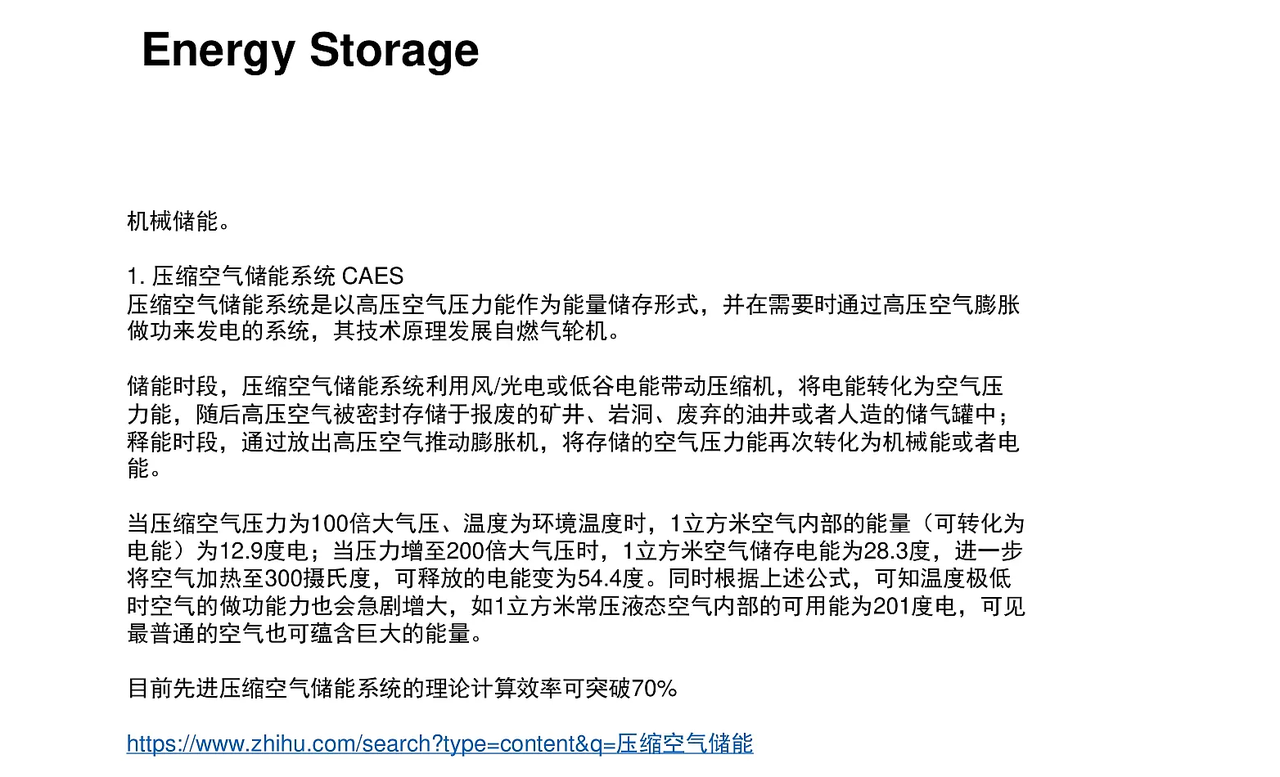 Energy Storage
机械储能。
1. 压缩空气储能系统 CAES
压缩空气储能系统是以高压空气压力能作为能量储存形式，并在需要时通过高压空气膨胀
做功来发电的系统，其技术原理发展自燃气轮机。
储能时段，压缩空气储能系统利用风/光电或低谷电能带动压缩机，将电能转化为空气压
力能，随后高压空气被密封存储于报废的矿井、岩洞、废弃的油井或者人造的储气罐中；
释能时段，通过放出高压空气推动膨胀机，将存储的空气压力能再次转化为机械能或者电
能。
当压缩空气压力为100倍大气压、温度为环境温度时，1立方米空气内部的能量（可转化为
电能）为12.9度电；当压力增至200倍大气压时，1立方米空气储存电能为28.3度，进一步
将空气加热至300摄氏度，可释放的电能变为54.4度。同时根据上述公式，可知温度极低
时空气的做功能力也会急剧增大，如1立方米常压液态空气内部的可用能为201度电，可见
最普通的空气也可蕴含巨大的能量。
目前先进压缩空气储能系统的理论计算效率可突破70%
https://www.zhihu.com/search?type=content&q=压缩空气储能